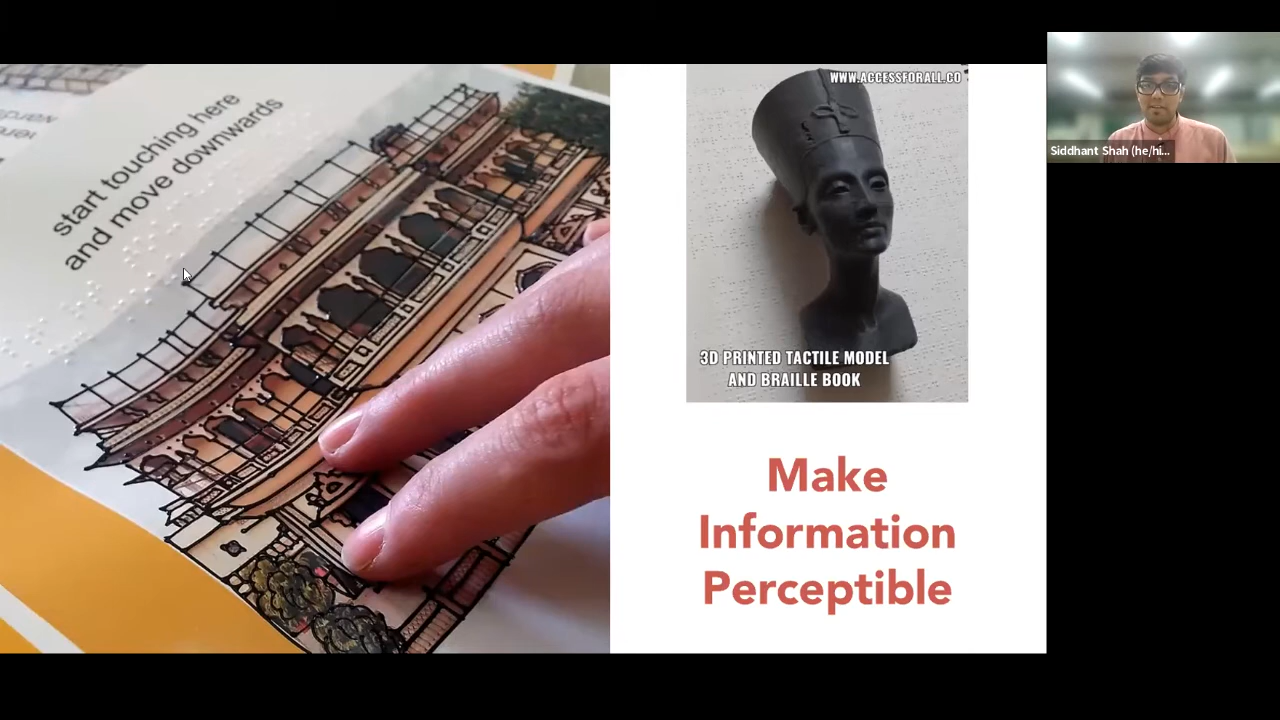 start touching here
and move downwards
WWW.ACCESSFORALL.CO
3D PRINTED TACTILE MODEL
AND BRAILLE BOOK
Make
Information
Perceptible
Siddhant Shah (he/hi...